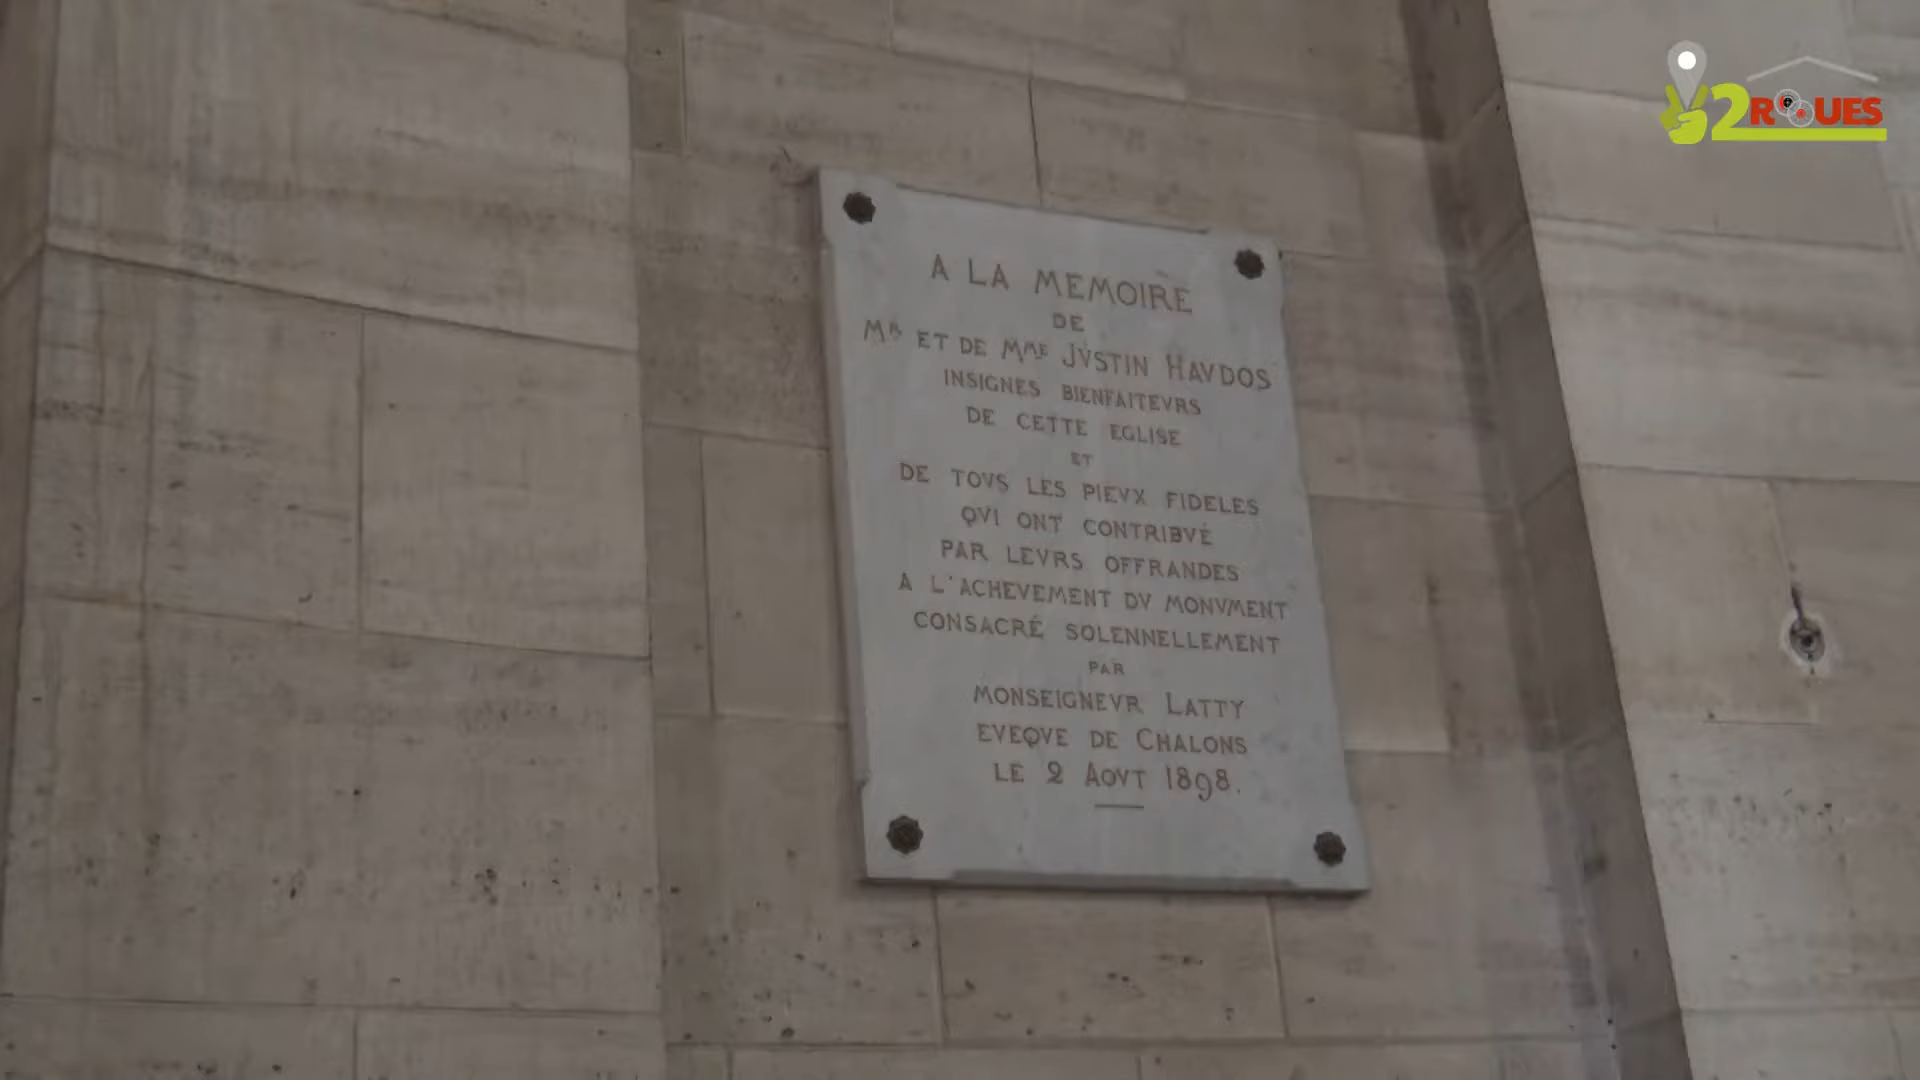 2ROUES
A LA MEMOIRE
DE
MR ET DE MME JVSTIN HAVDOS
INSIGNES BIENFAITEVRS
DE CETTE EGLISE
ET
DE TOVS LES PIEVX FIDELES
QVI ONT CONTRIBVÉ
PAR LEVRS OFFRANDES
A L'ACHEVEMENT DV MONVMENT
CONSACRÉ SOLENNELLEMENT
PAR
MONSEIGNEVR LATTY
EVEQVE DE CHALONS
LE 2 AOVT 1898.